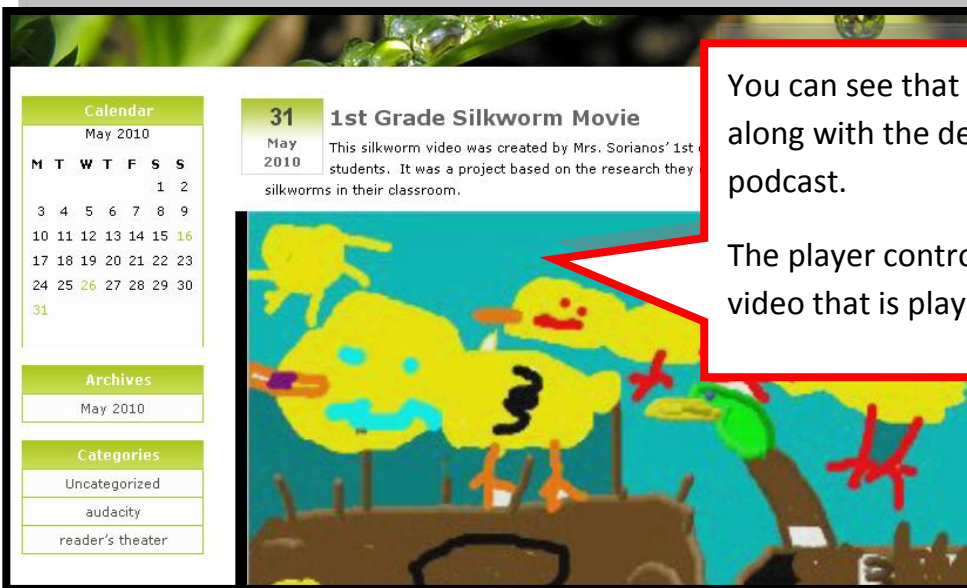 Calendar
May 2010
M T W T F S S
1 2
3 4 5 6 7 8 9
10 11 12 13 14 15 16
17 18 19 20 21 22 23
24 25 26 27 28 29 30
31
Archives
May 2010
Categories
Uncategorized
audacity
reader's theater
31
May
2010
1st Grade Silkworm Movie
This silkworm video was created by Mrs. Sorianos' 1st
students. It was a project based on the research they
silkworms in their classroom.
You can see that
along with the de
podcast.
The player contro
video that is play